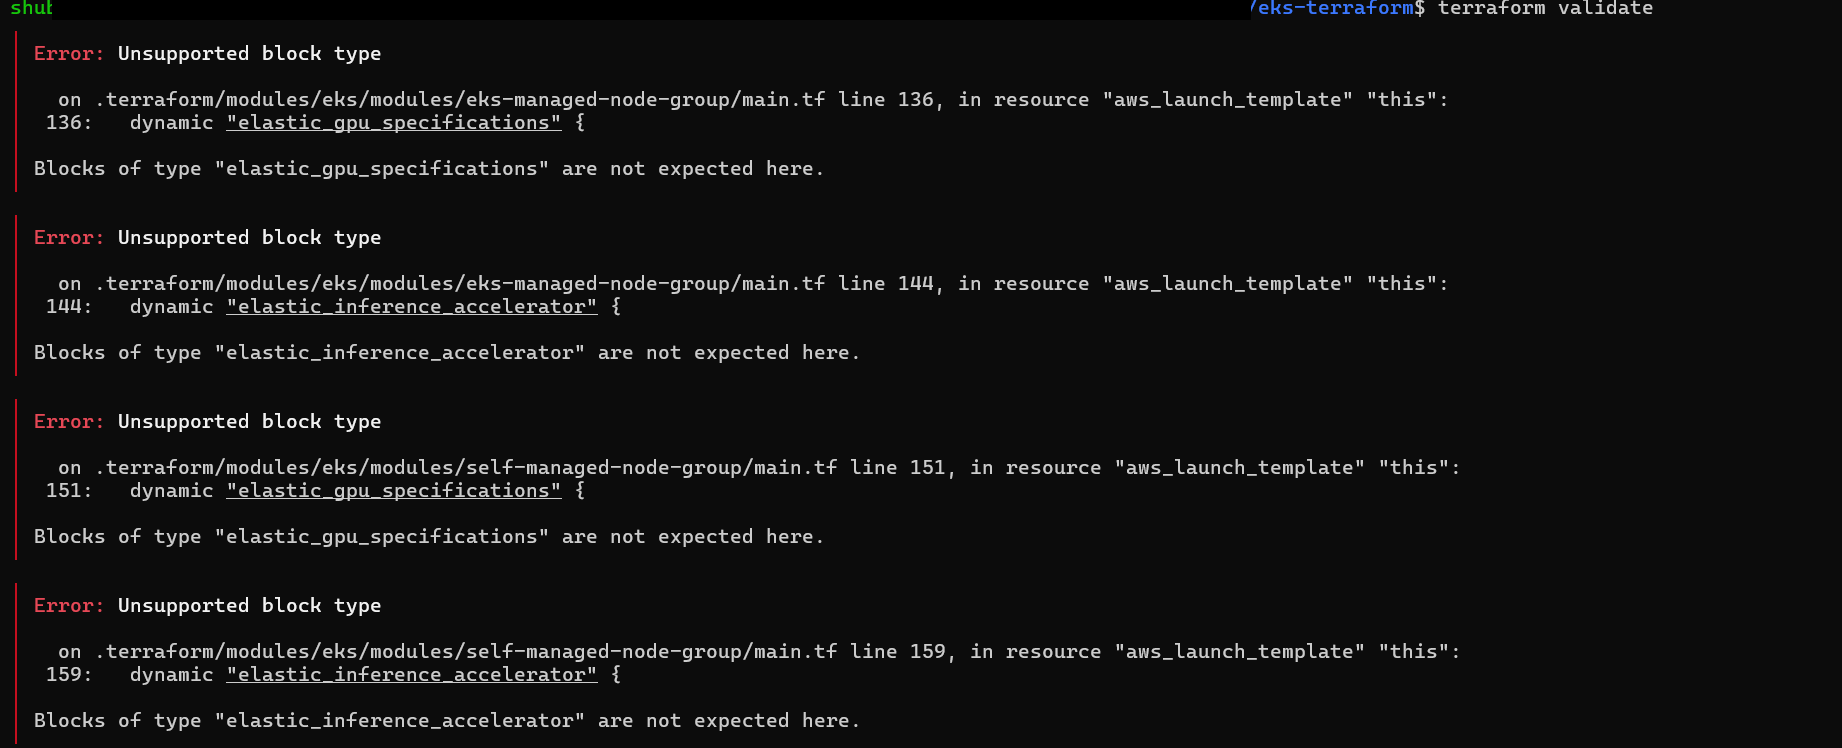 shub /eks-terraform$ terraform validate
Error: Unsupported block type
on .terraform/modules/eks/modules/eks-managed-node-group/main.tf line 136, in resource "aws_launch_template" "this":
136:   dynamic "elastic_gpu_specifications" {
Blocks of type "elastic_gpu_specifications" are not expected here.
Error: Unsupported block type
on .terraform/modules/eks/modules/eks-managed-node-group/main.tf line 144, in resource "aws_launch_template" "this":
144:   dynamic "elastic_inference_accelerator" {
Blocks of type "elastic_inference_accelerator" are not expected here.
Error: Unsupported block type
on .terraform/modules/eks/modules/self-managed-node-group/main.tf line 151, in resource "aws_launch_template" "this":
151:   dynamic "elastic_gpu_specifications" {
Blocks of type "elastic_gpu_specifications" are not expected here.
Error: Unsupported block type
on .terraform/modules/eks/modules/self-managed-node-group/main.tf line 159, in resource "aws_launch_template" "this":
159:   dynamic "elastic_inference_accelerator" {
Blocks of type "elastic_inference_accelerator" are not expected here.